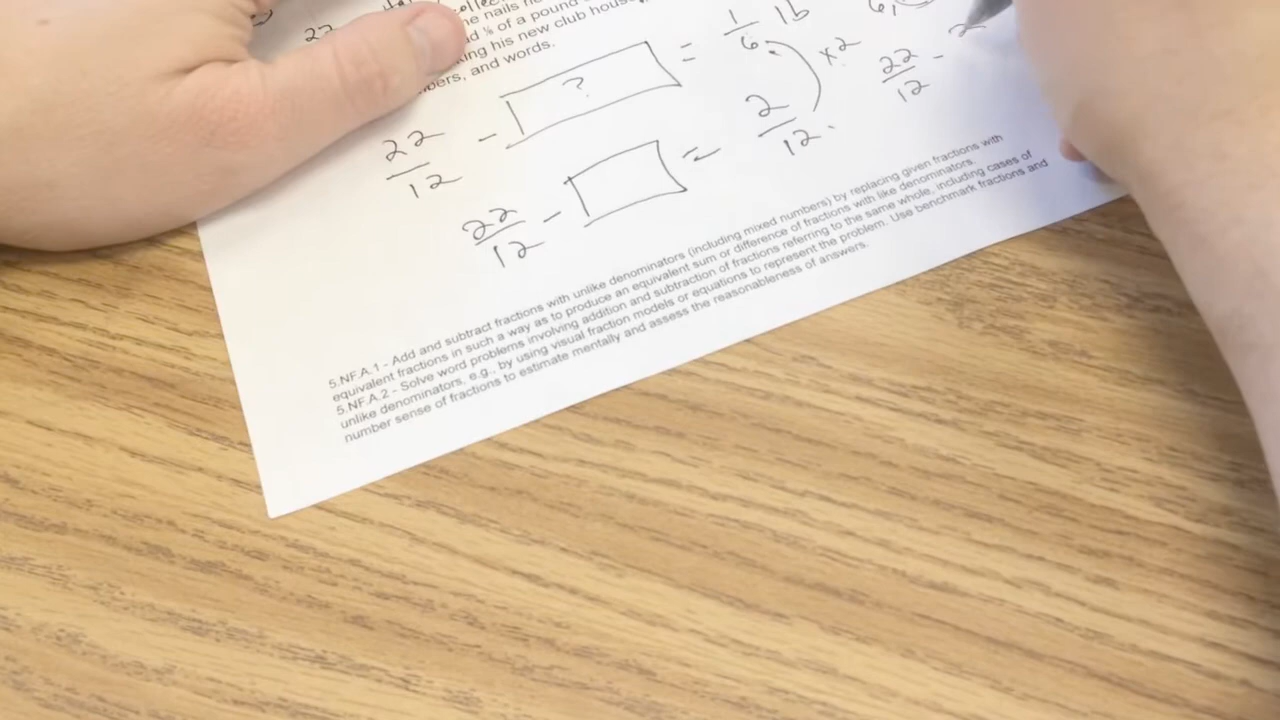 22
of a pound
king his new club house
bers, and words.
22/12 - ? = 1/6 lb
x2
22/12 - = 2/12.
22/12 - 2
5.NF.A.1 - Add and subtract fractions with unlike denominators (including mixed numbers) by replacing given fractions with
equivalent fractions in such a way as to produce an equivalent sum or difference of fractions with like denominators.
5.NF.A.2 - Solve word problems involving addition and subtraction of fractions referring to the same whole, including cases of
unlike denominators, e.g., by using visual fraction models or equations to represent the problem. Use benchmark fractions and
number sense of fractions to estimate mentally and assess the reasonableness of answers.